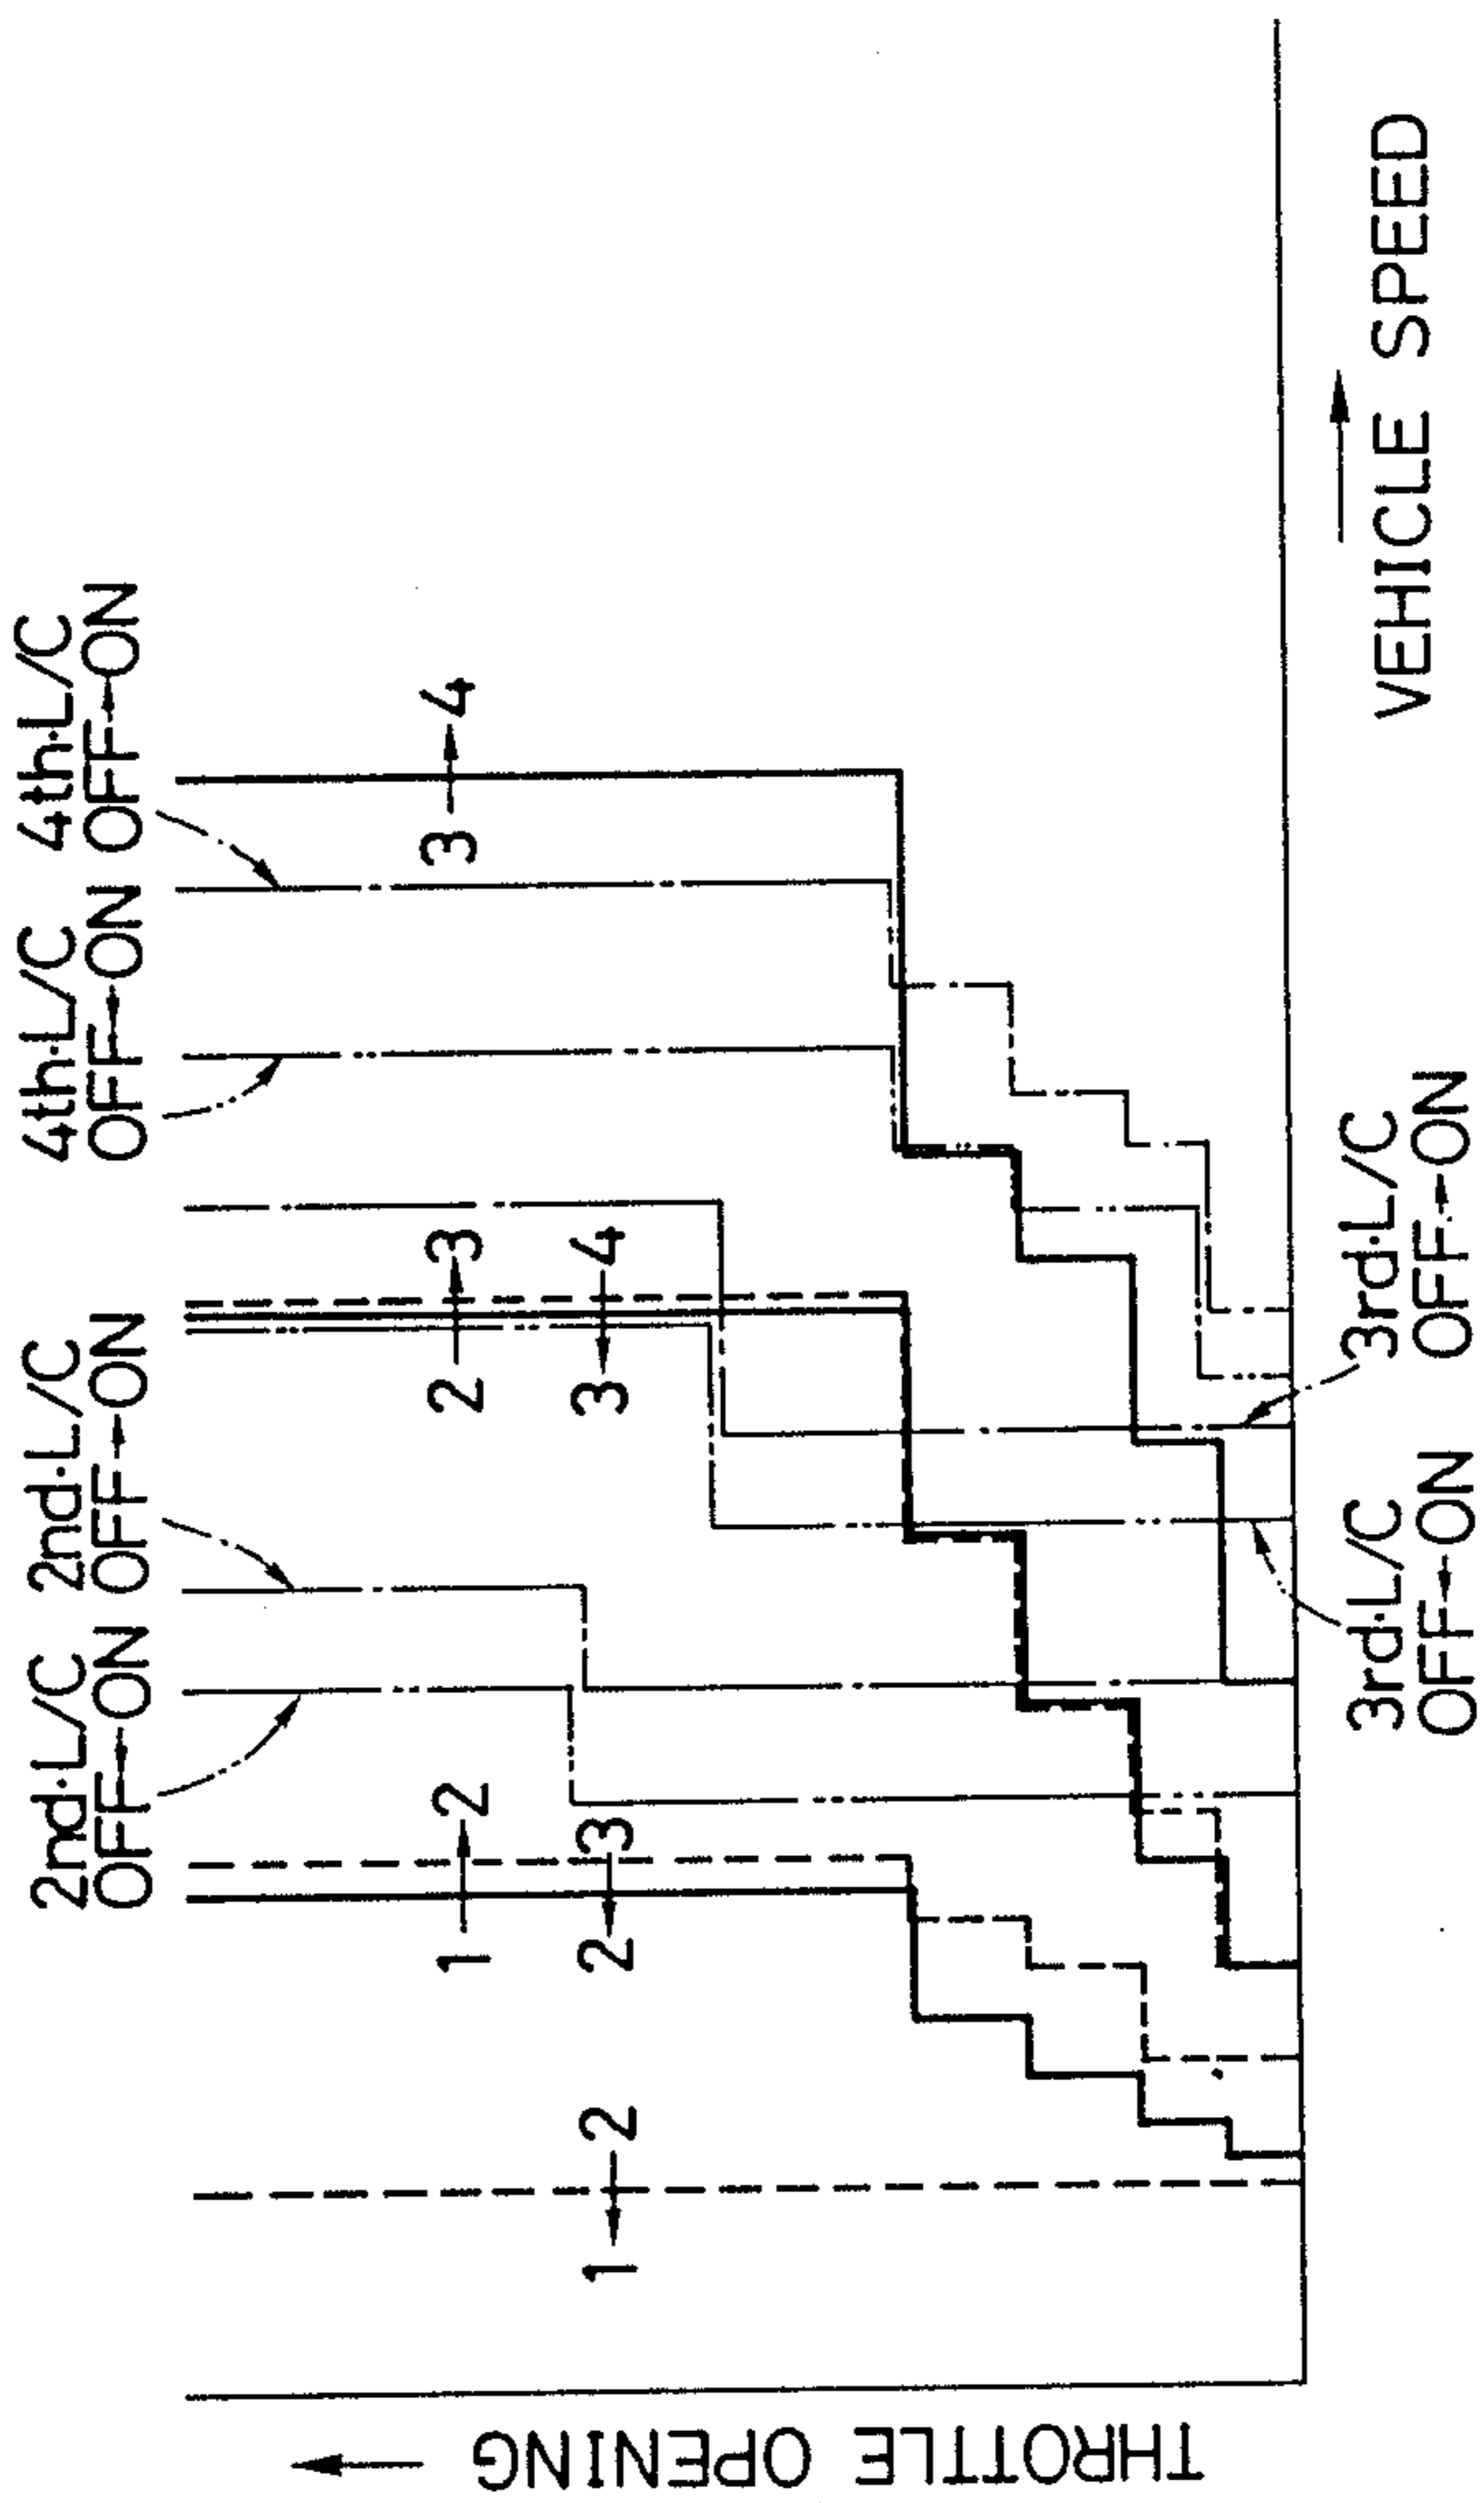 2nd·L/C
OFF←ON
2nd·L/C
OFF→ON
4th·L/C
OFF←ON
4th·L/C
OFF→ON
1→2
2→3
3→4
1←2
2←3
3←4
THROTTLE OPENING
3rd·L/C
OFF←ON
3rd·L/C
OFF→ON
VEHICLE SPEED